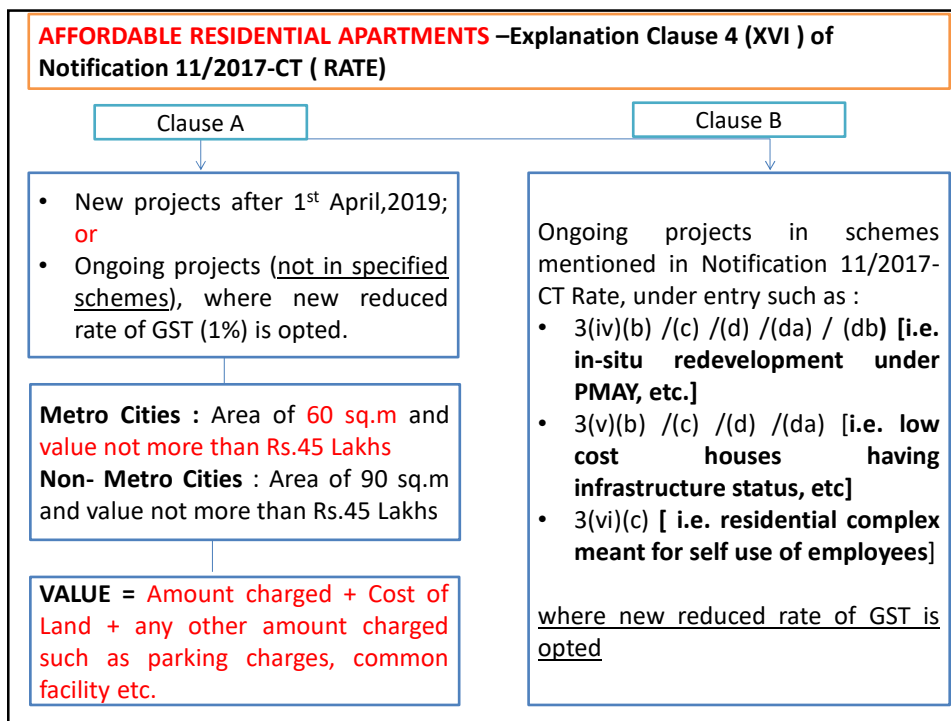 AFFORDABLE RESIDENTIAL APARTMENTS –Explanation Clause 4 (XVI ) of
Notification 11/2017-CT ( RATE)
Clause A
• New projects after 1st April,2019;
or
• Ongoing projects (not in specified
schemes), where new reduced
rate of GST (1%) is opted.
Metro Cities : Area of 60 sq.m and
value not more than Rs.45 Lakhs
Non- Metro Cities : Area of 90 sq.m
and value not more than Rs.45 Lakhs
VALUE = Amount charged + Cost of
Land + any other amount charged
such as parking charges, common
facility etc.
Clause B
Ongoing projects in schemes
mentioned in Notification 11/2017-
CT Rate, under entry such as :
• 3(iv)(b) /(c) /(d) /(da) / (db) [i.e.
in-situ redevelopment under
PMAY, etc.]
• 3(v)(b) /(c) /(d) /(da) [i.e. low
cost houses having
infrastructure status, etc]
• 3(vi)(c) [ i.e. residential complex
meant for self use of employees]
where new reduced rate of GST is
opted